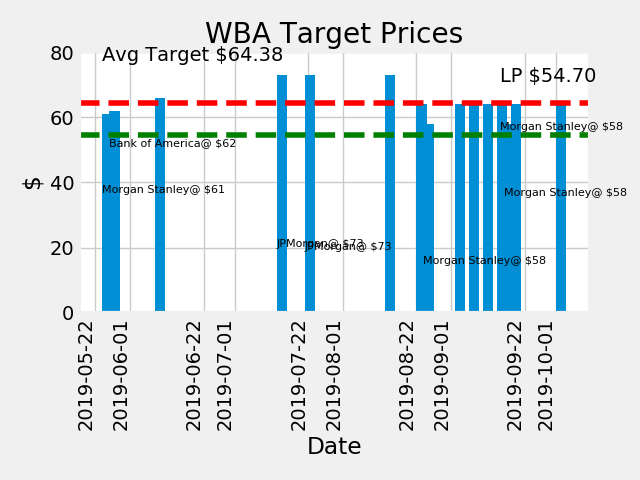 WBA Target Prices
Avg Target $64.38
LP $54.70
80
60
40
20
0
$
Morgan Stanley@ $58
Bank of America@ $62
Morgan Stanley@ $61
Morgan Stanley@ $58
JPMorgan@ $73
JPMorgan@ $73
Morgan Stanley@ $58
2019-05-22
2019-06-01
2019-06-22
2019-07-01
2019-07-22
2019-08-01
2019-08-22
2019-09-01
2019-09-22
2019-10-01
Date